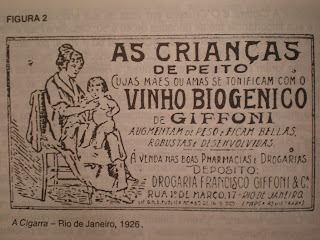 FIGURA 2
AS CRIANÇAS
DE PEITO
CUJAS MÃES OU AMAS SE TONIFICAM COM O
VINHO BIOGENICO
DE GIFFONI
AUGMENTAM DE PESO E FICAM BELLAS,
ROBUSTAS E DESENVOLVIDAS.
A VENDA NAS BOAS PHARMACIAS E DROGARIAS.
DEPOSITO:
DROGARIA FRANCISCO GIFFONI & Cª
RUA 1º DE MARÇO, 17 - RIO DE JANEIRO.
A Cigarra – Rio de Janeiro, 1926.